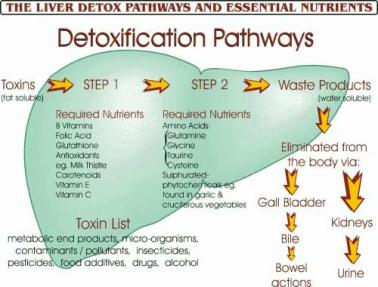 THE LIVER DETOX PATHWAYS AND ESSENTIAL NUTRIENTS
Detoxification Pathways
Toxins
(fat soluble)
STEP 1
STEP 2
Waste Products
(water soluble)
Required Nutrients
B Vitamins
Folic Acid
Glutathione
Antioxidants
eg. Milk Thistle
Carotenoids
Vitamin E
Vitamin C
Required Nutrients
Amino Acids:
Glutamine
Glycine
Taurine
Cysteine
Sulphurated-
phytochemicals eg.
found in garlic &
cruciferous vegetables
Eliminated from
the body via:
Gall Bladder
Bile
Bowel
actions
Kidneys
Urine
Toxin List
metabolic end products, micro-organisms,
contaminants / pollutants, insecticides,
pesticides, food additives, drugs, alcohol